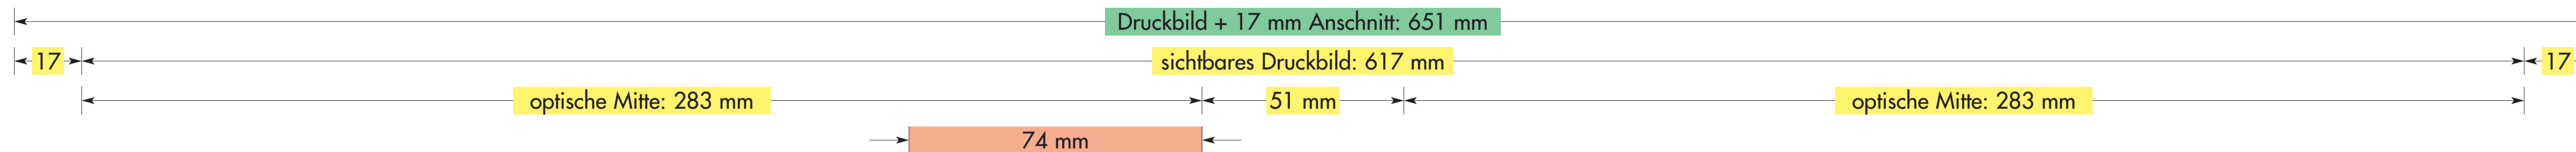 Druckbild + 17 mm Anschnitt: 651 mm
17 sichtbares Druckbild: 617 mm 17
optische Mitte: 283 mm 51 mm optische Mitte: 283 mm
74 mm